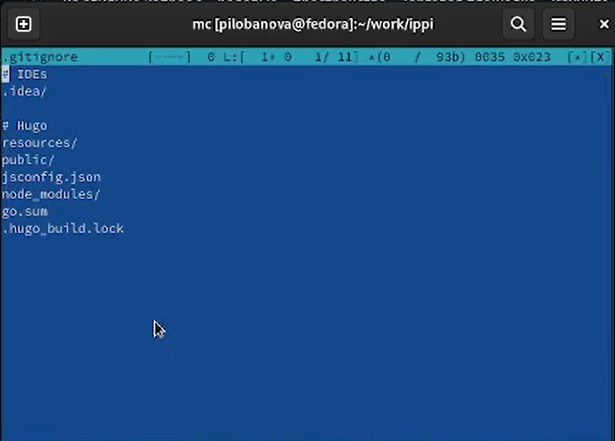 mc [pilobanova@fedora]:~/work/ippi
.gitignore [----] 0 L:[ 1+ 0 1/ 11] *(0 / 93b) 0035 0x023 [*][X]
# IDEs
.idea/
# Hugo
resources/
public/
jsconfig.json
node_modules/
go.sum
.hugo_build.lock